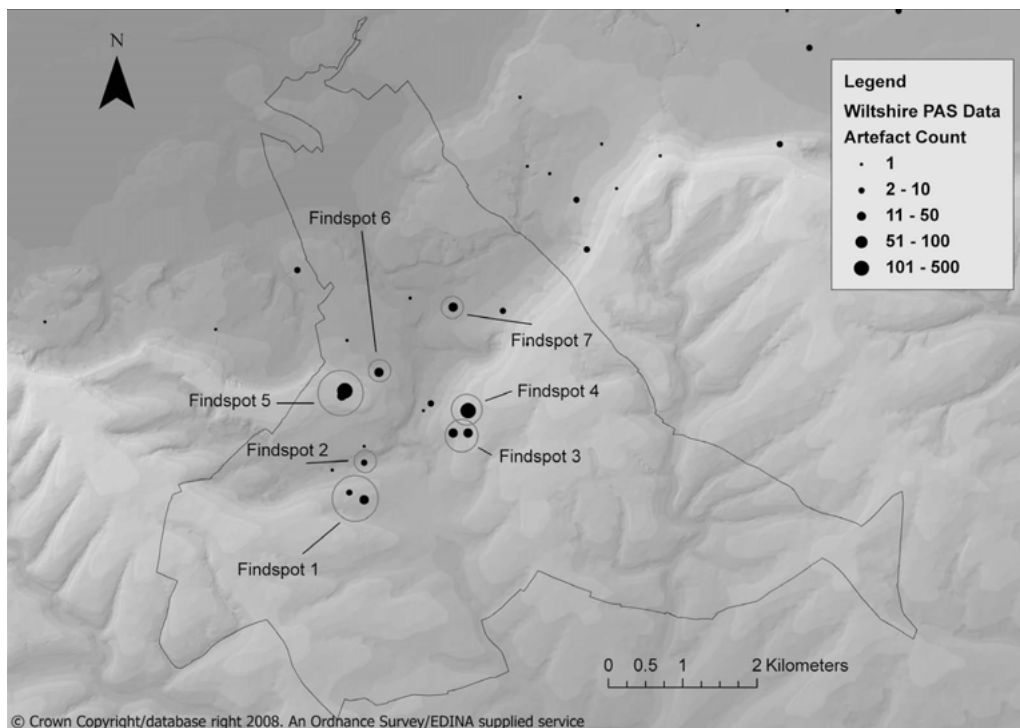 N
Legend
Wiltshire PAS Data
Artefact Count
1
2 - 10
11 - 50
51 - 100
101 - 500
Findspot 6
Findspot 7
Findspot 5
Findspot 4
Findspot 2
Findspot 3
Findspot 1
0 0.5 1 2 Kilometers
© Crown Copyright/database right 2008. An Ordnance Survey/EDINA supplied service